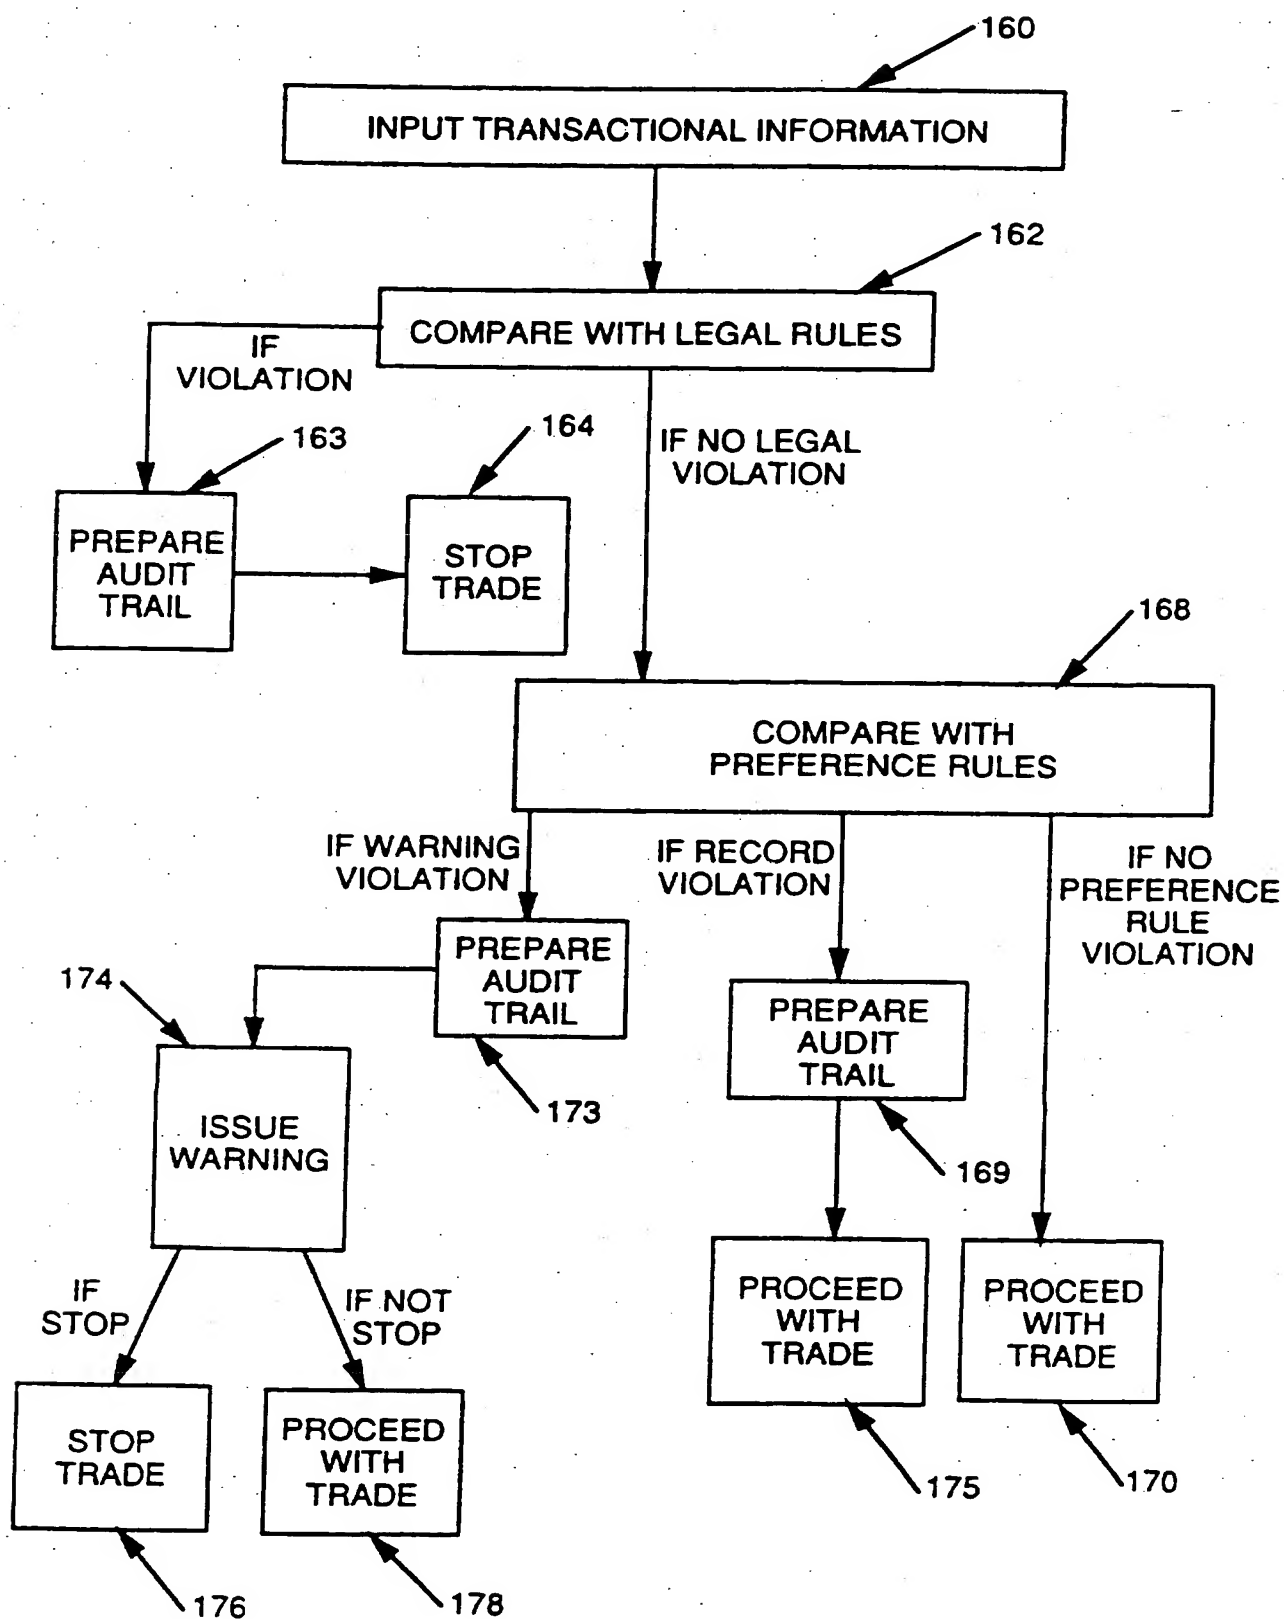 160
INPUT TRANSACTIONAL INFORMATION
162
COMPARE WITH LEGAL RULES
IF
VIOLATION
163
164
IF NO LEGAL
VIOLATION
PREPARE
AUDIT
TRAIL
STOP
TRADE
168
COMPARE WITH
PREFERENCE RULES
IF WARNING
VIOLATION
IF RECORD
VIOLATION
IF NO
PREFERENCE
RULE
VIOLATION
PREPARE
AUDIT
TRAIL
173
174
ISSUE
WARNING
PREPARE
AUDIT
TRAIL
169
IF
STOP
IF NOT
STOP
PROCEED
WITH
TRADE
PROCEED
WITH
TRADE
STOP
TRADE
PROCEED
WITH
TRADE
175
170
176
178